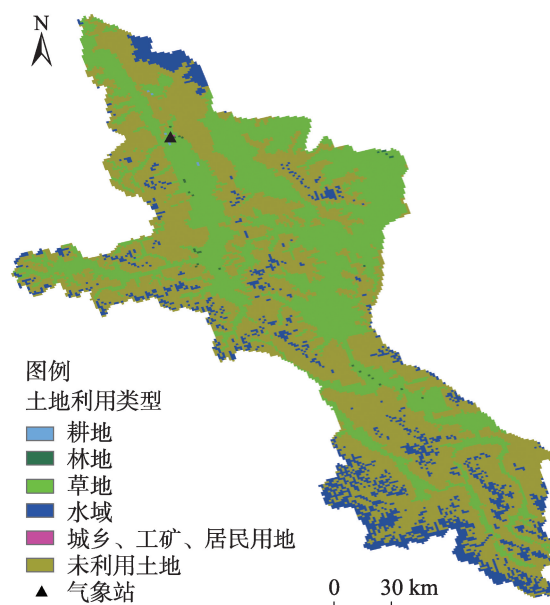 N
图例
土地利用类型
耕地
林地
草地
水域
城乡、工矿、居民用地
未利用土地
气象站
0 30 km